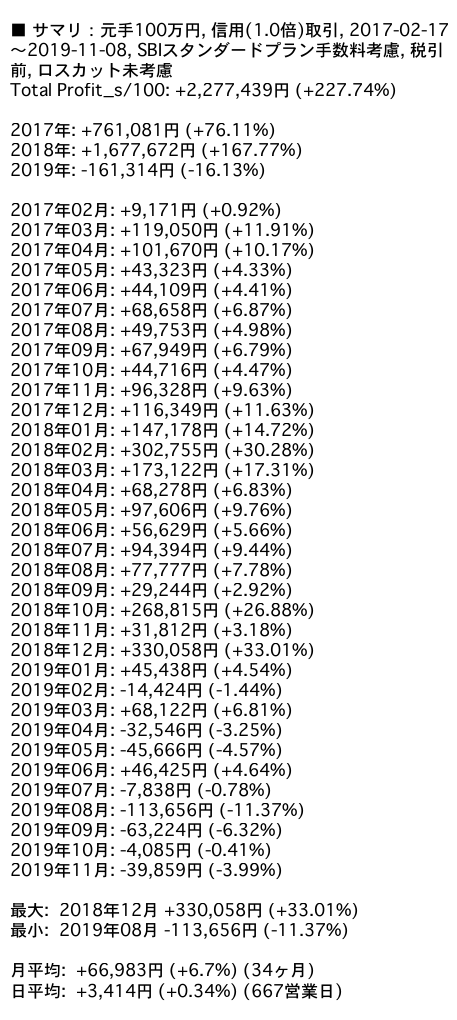 ■ サマリ：元手100万円, 信用(1.0倍)取引, 2017-02-17
～2019-11-08, SBIスタンダードプラン手数料考慮, 税引
前, ロスカット未考慮
Total Profit_s/100: +2,277,439円 (+227.74%)
2017年: +761,081円 (+76.11%)
2018年: +1,677,672円 (+167.77%)
2019年: -161,314円 (-16.13%)
2017年02月: +9,171円 (+0.92%)
2017年03月: +119,050円 (+11.91%)
2017年04月: +101,670円 (+10.17%)
2017年05月: +43,323円 (+4.33%)
2017年06月: +44,109円 (+4.41%)
2017年07月: +68,658円 (+6.87%)
2017年08月: +49,753円 (+4.98%)
2017年09月: +67,949円 (+6.79%)
2017年10月: +44,716円 (+4.47%)
2017年11月: +96,328円 (+9.63%)
2017年12月: +116,349円 (+11.63%)
2018年01月: +147,178円 (+14.72%)
2018年02月: +302,755円 (+30.28%)
2018年03月: +173,122円 (+17.31%)
2018年04月: +68,278円 (+6.83%)
2018年05月: +97,606円 (+9.76%)
2018年06月: +56,629円 (+5.66%)
2018年07月: +94,394円 (+9.44%)
2018年08月: +77,777円 (+7.78%)
2018年09月: +29,244円 (+2.92%)
2018年10月: +268,815円 (+26.88%)
2018年11月: +31,812円 (+3.18%)
2018年12月: +330,058円 (+33.01%)
2019年01月: +45,438円 (+4.54%)
2019年02月: -14,424円 (-1.44%)
2019年03月: +68,122円 (+6.81%)
2019年04月: -32,546円 (-3.25%)
2019年05月: -45,666円 (-4.57%)
2019年06月: +46,425円 (+4.64%)
2019年07月: -7,838円 (-0.78%)
2019年08月: -113,656円 (-11.37%)
2019年09月: -63,224円 (-6.32%)
2019年10月: -4,085円 (-0.41%)
2019年11月: -39,859円 (-3.99%)
最大: 2018年12月 +330,058円 (+33.01%)
最小: 2019年08月 -113,656円 (-11.37%)
月平均: +66,983円 (+6.7%) (34ヶ月)
日平均: +3,414円 (+0.34%) (667営業日)